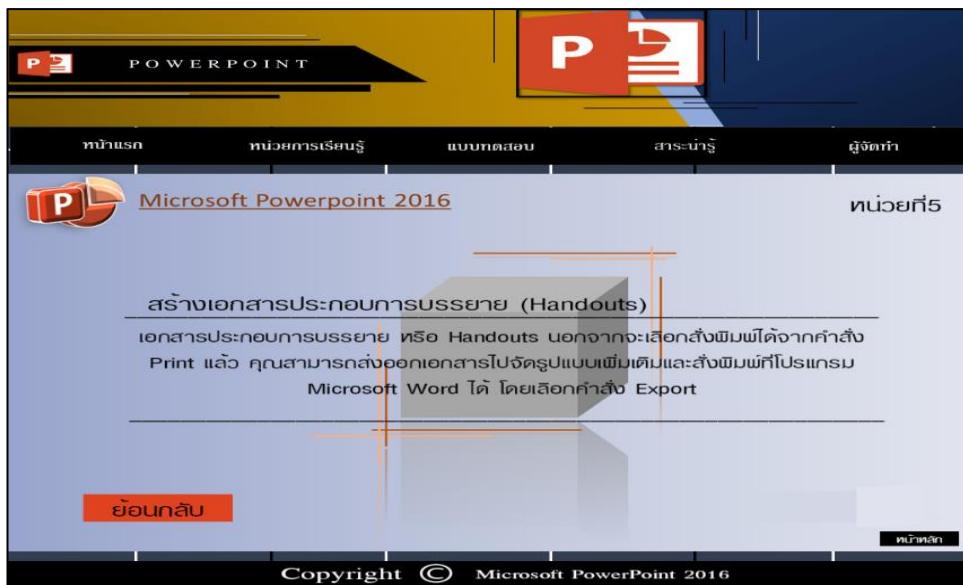 P
POWERPOINT
P
หน้าแรก หน่วยการเรียนรู้ แบบทดสอบ สาระน่ารู้ ผู้จัดทำ
P
Microsoft Powerpoint 2016
หน่วยที่5
สร้างเอกสารประกอบการบรรยาย (Handouts)
เอกสารประกอบการบรรยาย หรือ Handouts นอกจากจะเลือกสั่งพิมพ์ได้จากคำสั่ง
Print แล้ว คุณสามารถส่งออกเอกสารไปจัดรูปแบบเพิ่มเติมและสั่งพิมพ์ที่โปรแกรม
Microsoft Word ได้ โดยเลือกคำสั่ง Export
ย้อนกลับ
หน้าหลัก
Copyright © Microsoft PowerPoint 2016